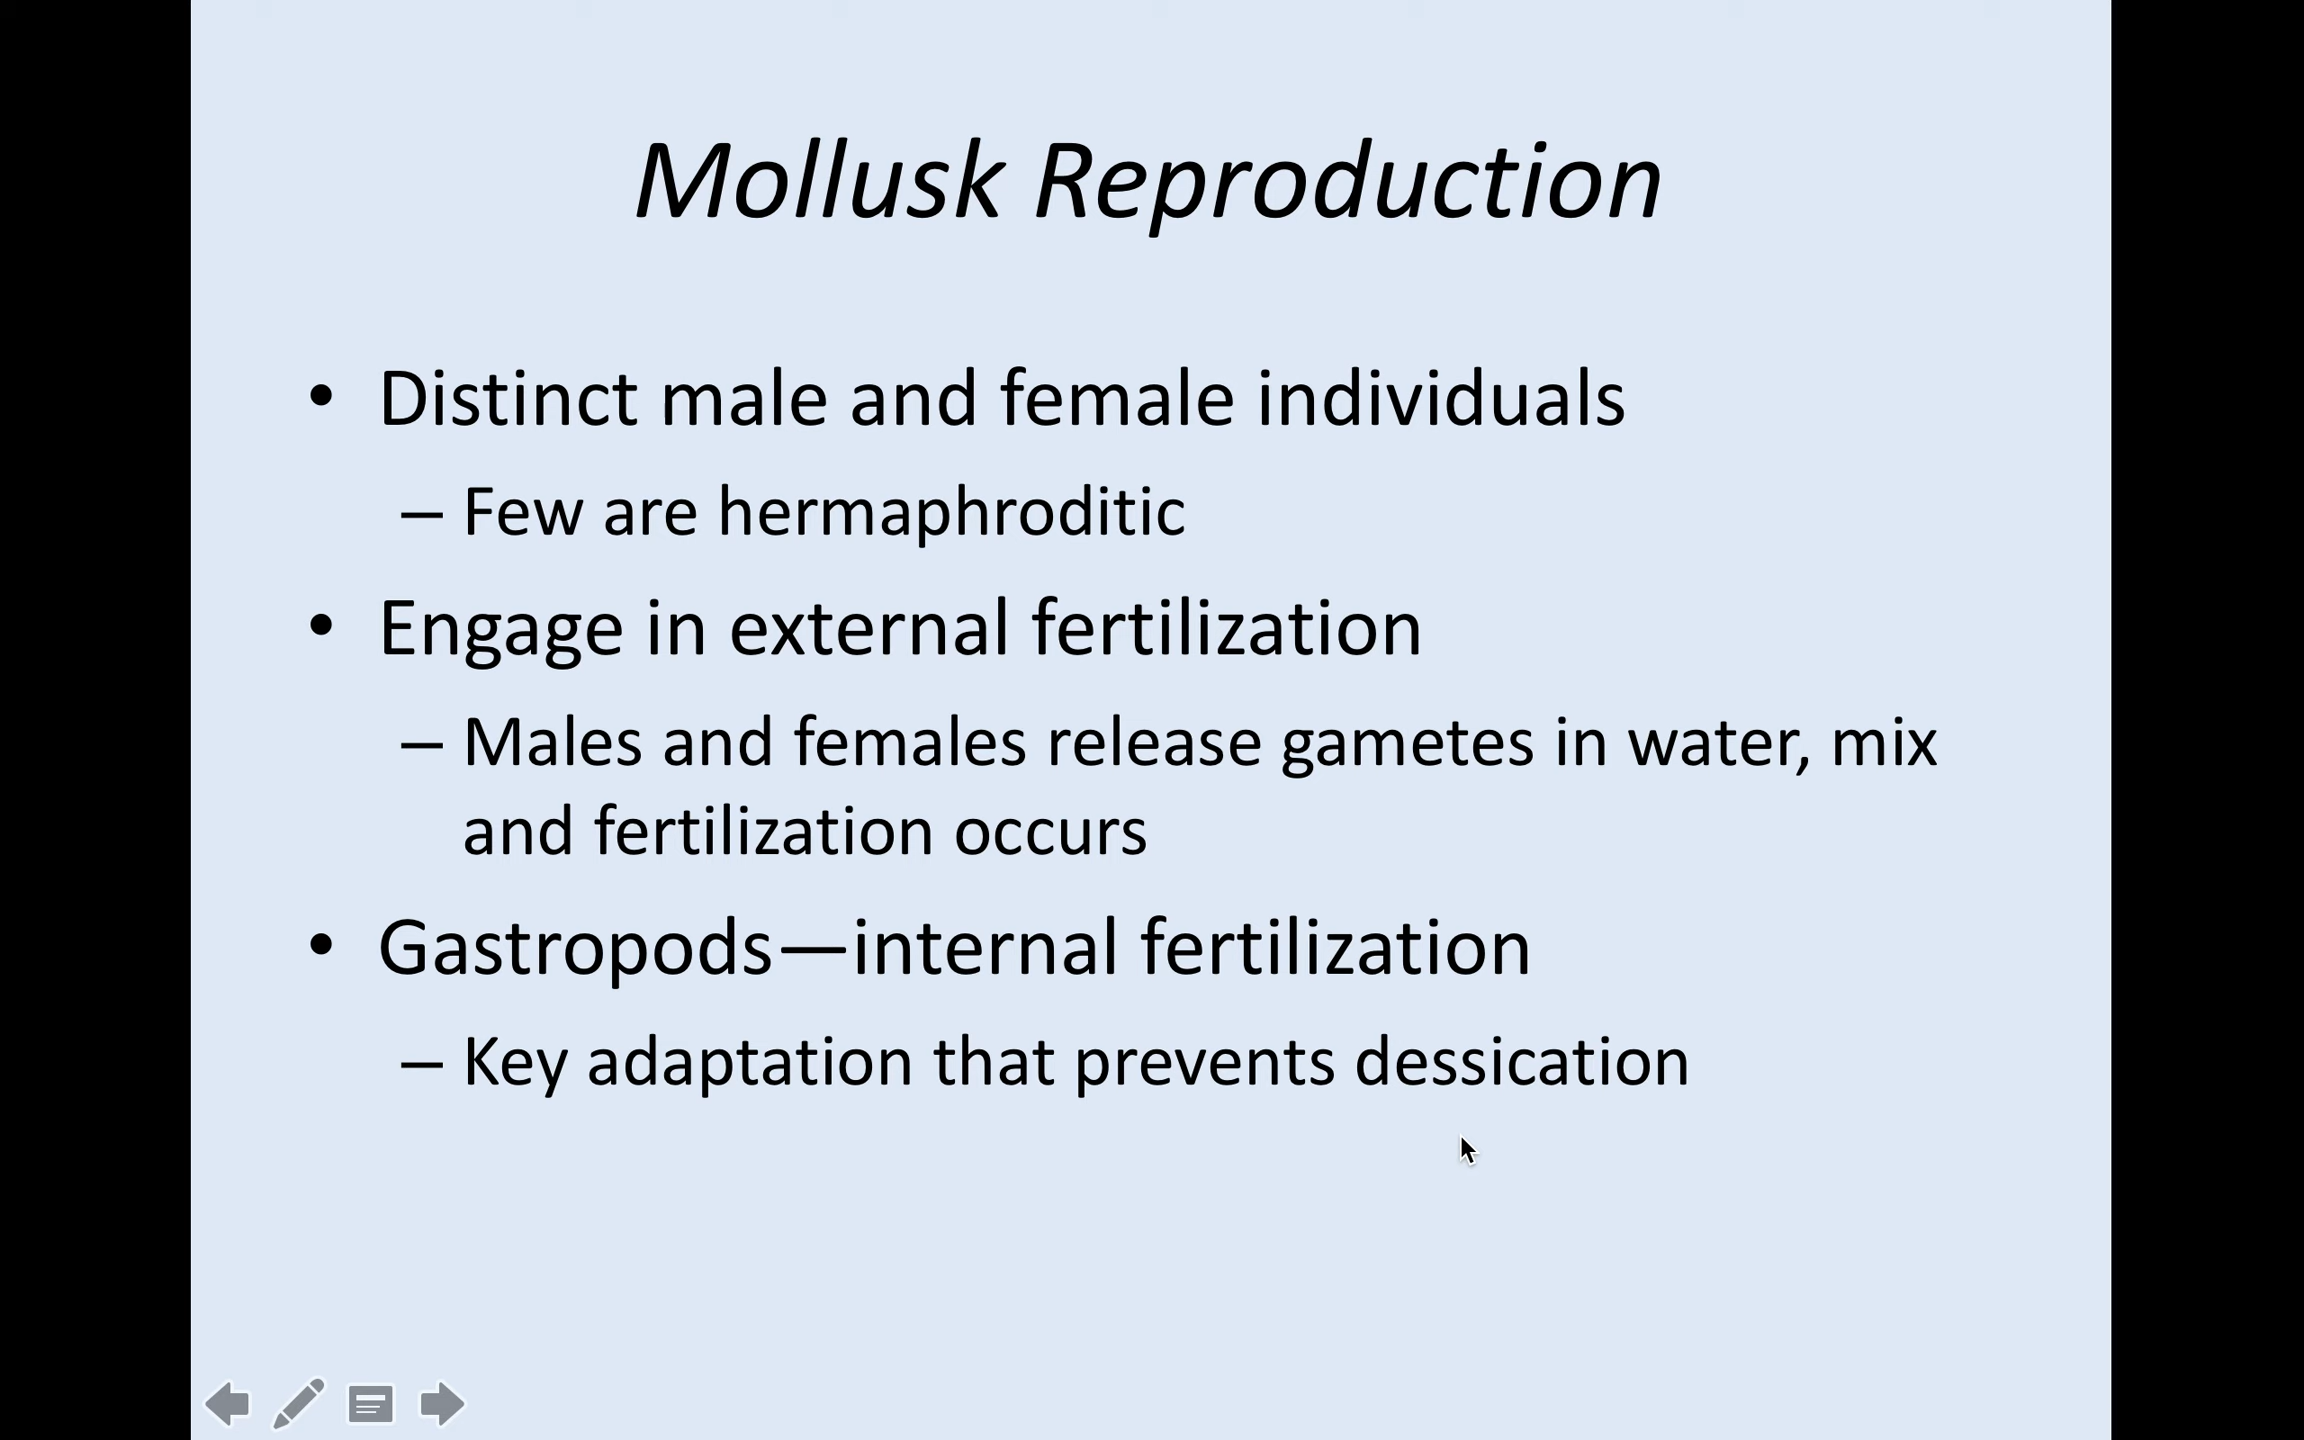 Mollusk Reproduction
• Distinct male and female individuals
– Few are hermaphroditic
• Engage in external fertilization
– Males and females release gametes in water, mix
and fertilization occurs
• Gastropods—internal fertilization
– Key adaptation that prevents dessication